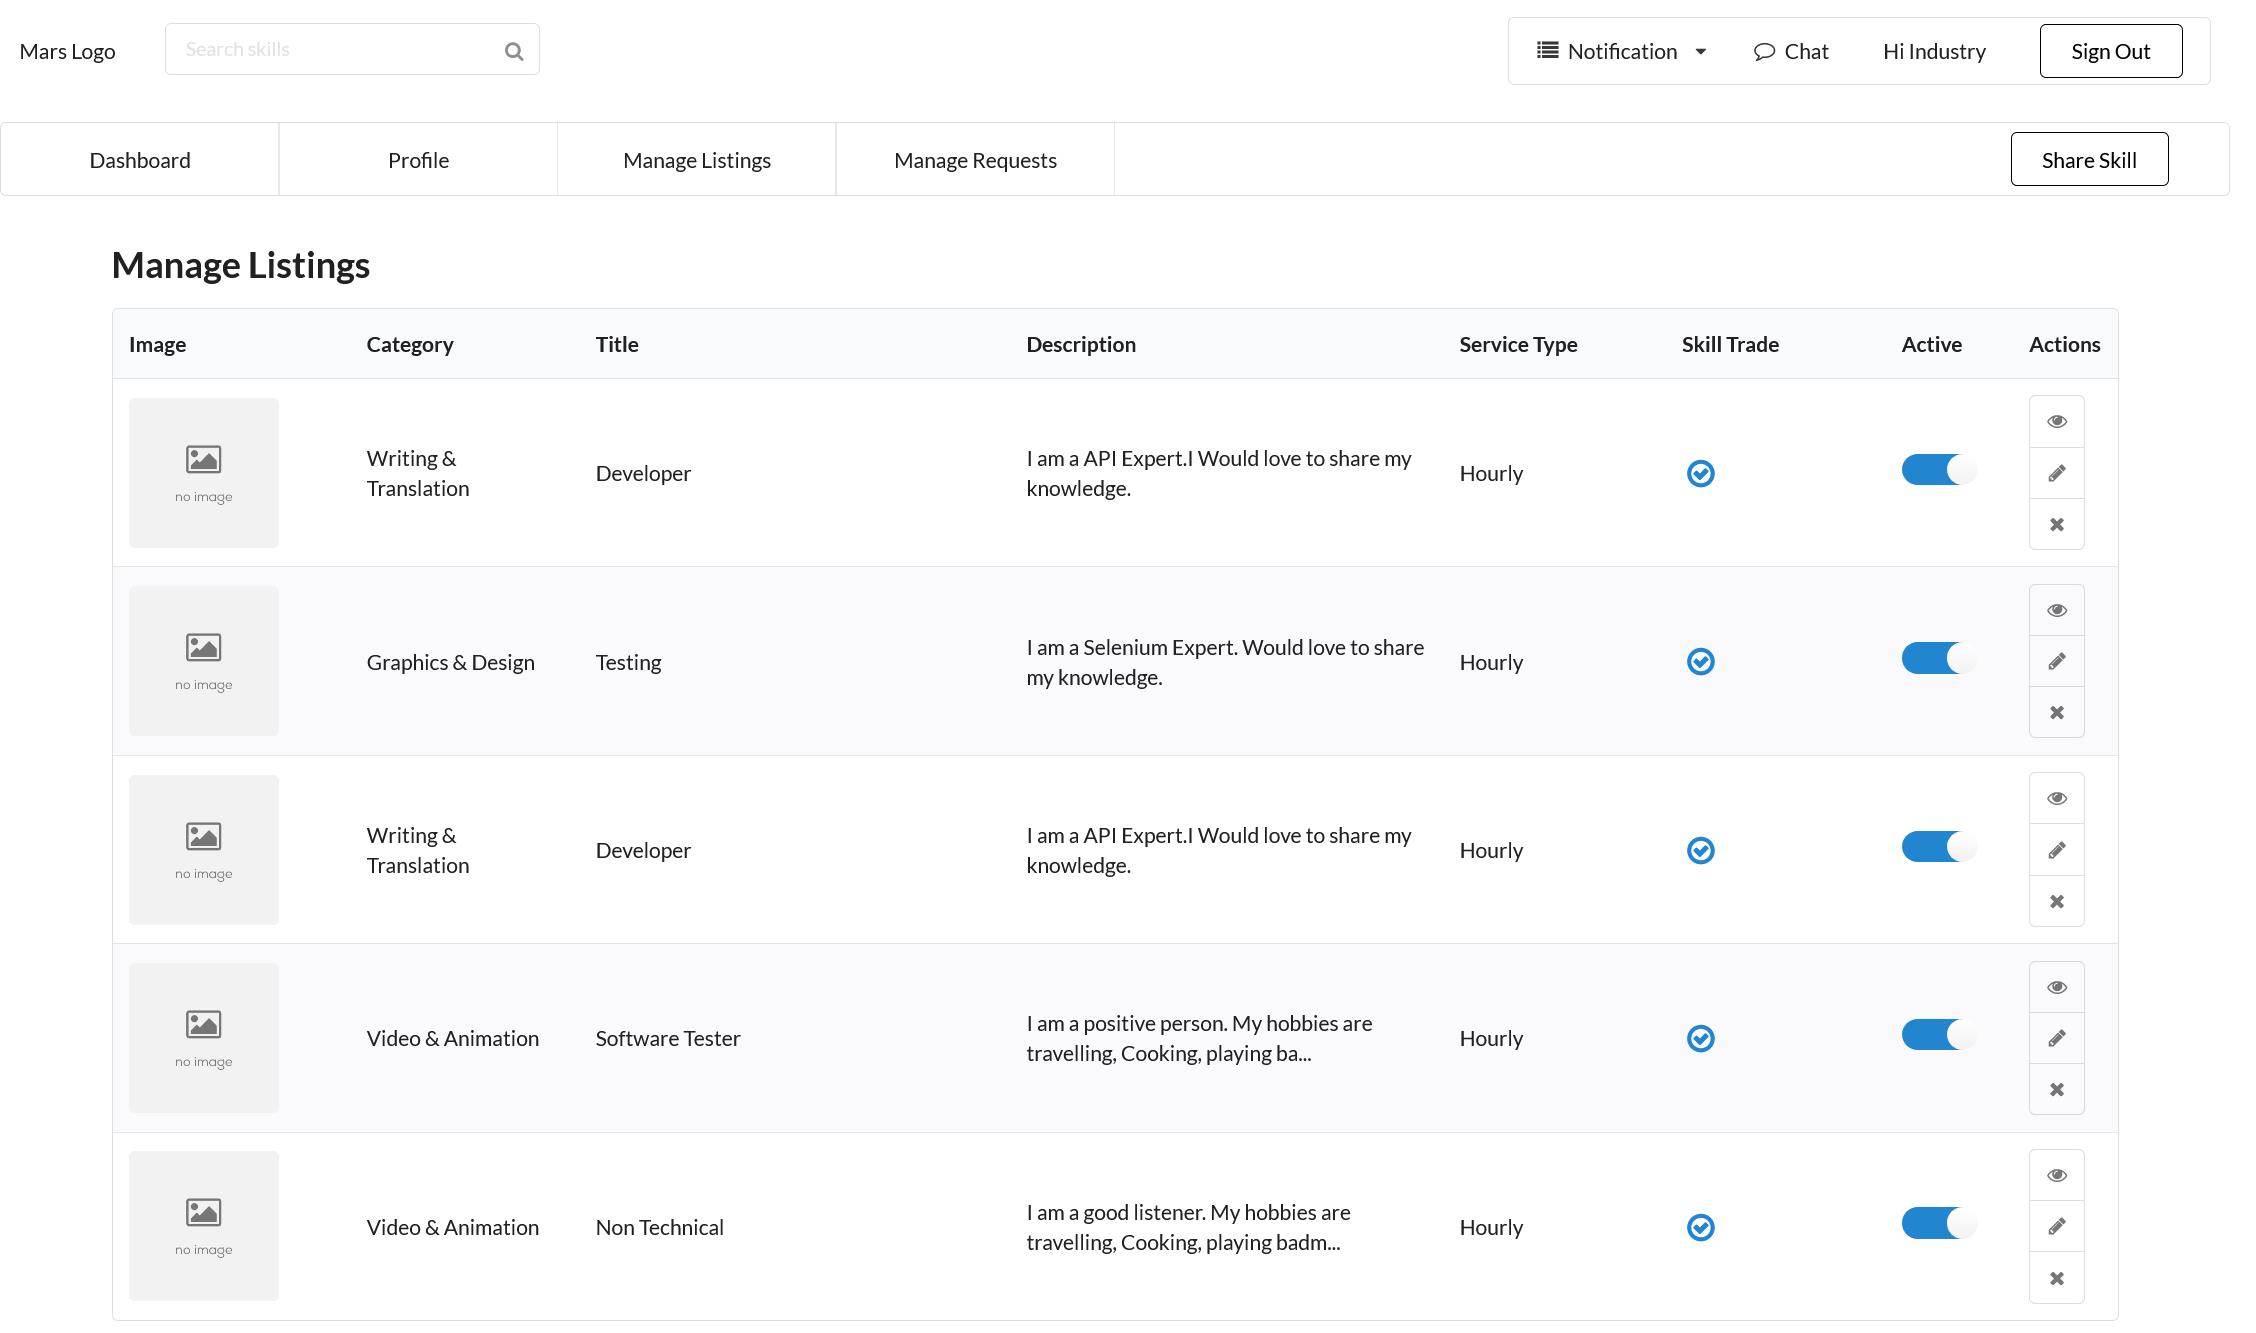 Mars Logo
Search skills
Notification
Chat
Hi Industry
Sign Out
Dashboard
Profile
Manage Listings
Manage Requests
Share Skill
Manage Listings
Image
Category
Title
Description
Service Type
Skill Trade
Active
Actions
no image
Writing &
Translation
Developer
I am a API Expert.I Would love to share my
knowledge.
Hourly
no image
Graphics & Design
Testing
I am a Selenium Expert. Would love to share
my knowledge.
Hourly
no image
Writing &
Translation
Developer
I am a API Expert.I Would love to share my
knowledge.
Hourly
no image
Video & Animation
Software Tester
I am a positive person. My hobbies are
travelling, Cooking, playing ba...
Hourly
no image
Video & Animation
Non Technical
I am a good listener. My hobbies are
travelling, Cooking, playing badm...
Hourly